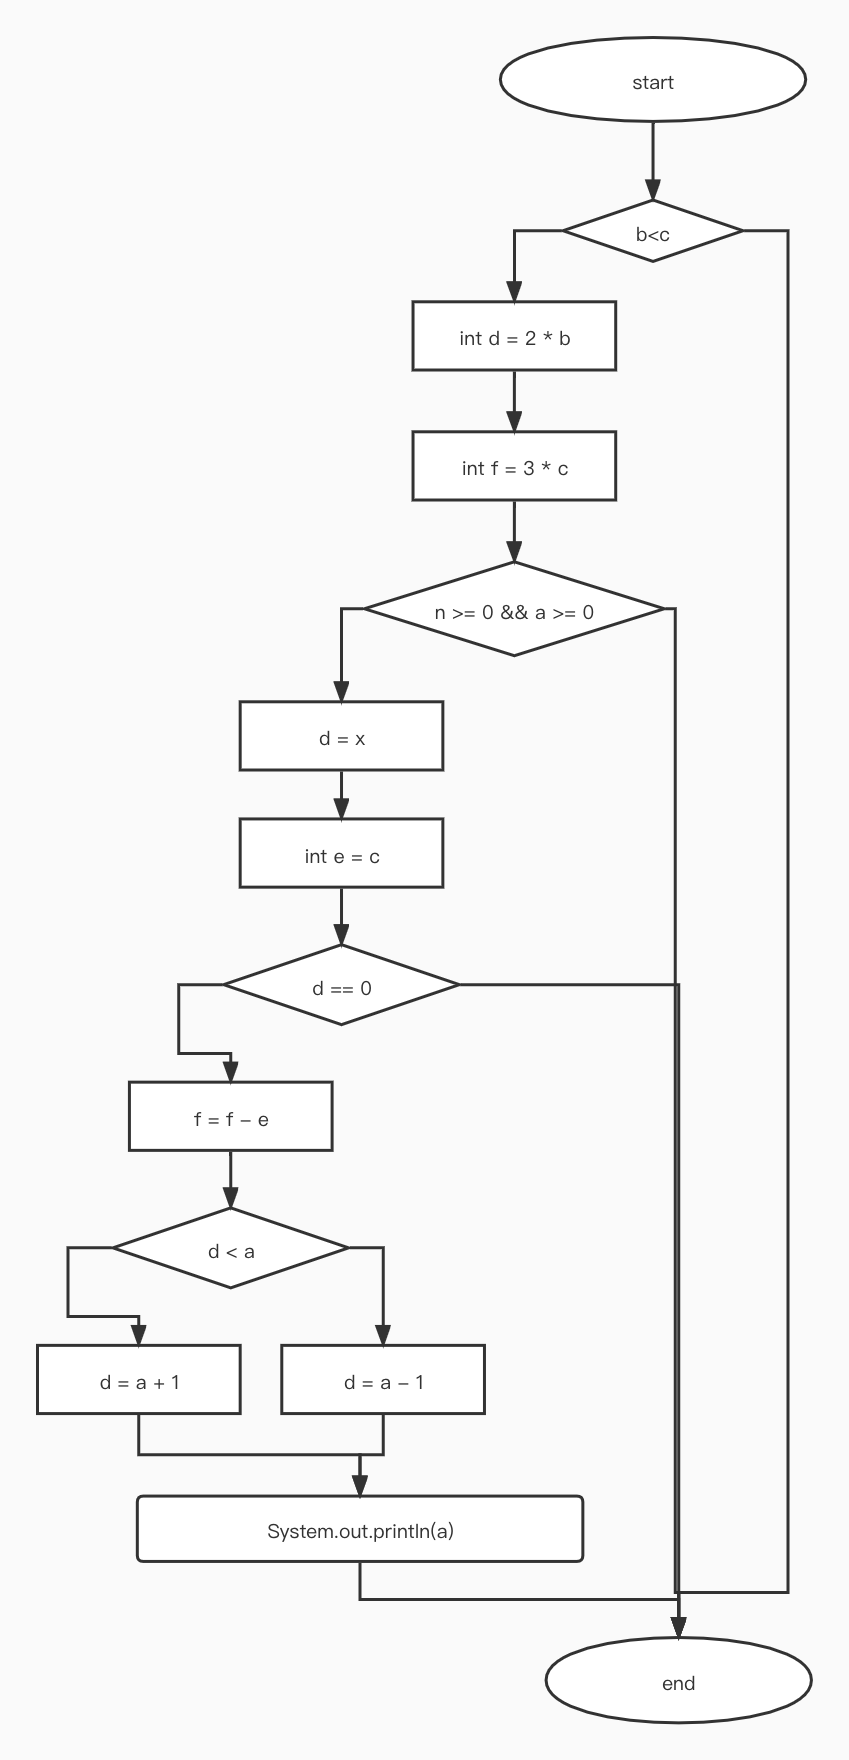 start
b<c
int d = 2 * b
int f = 3 * c
n >= 0 && a >= 0
d = x
int e = c
d == 0
f = f - e
d < a
d = a + 1
d = a - 1
System.out.println(a)
end